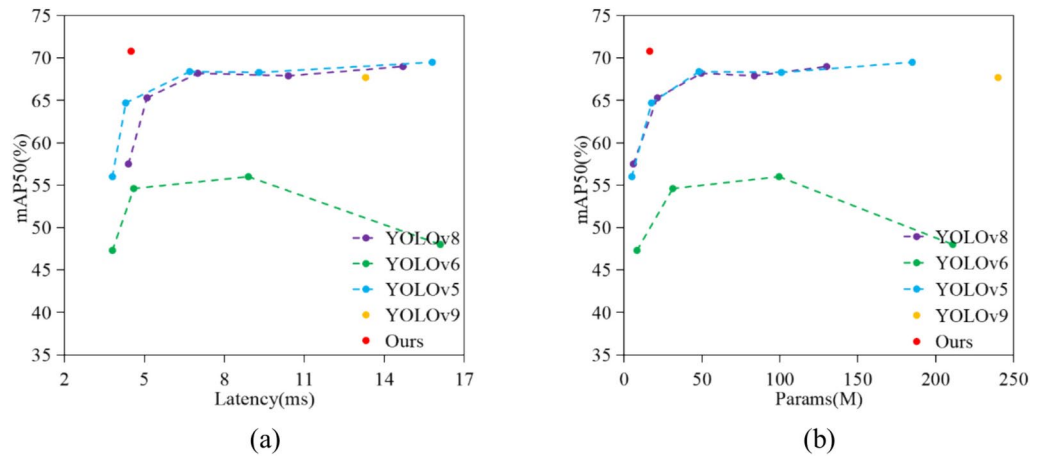 75
70
65
60
55
50
45
40
35
mAP50(%)
2
5
8
11
14
17
Latency(ms)
YOLOv8
YOLOv6
YOLOv5
YOLOv9
Ours
(a)
75
70
65
60
55
50
45
40
35
mAP50(%)
0
50
100
150
200
250
Params(M)
YOLOv8
YOLOv6
YOLOv5
YOLOv9
Ours
(b)